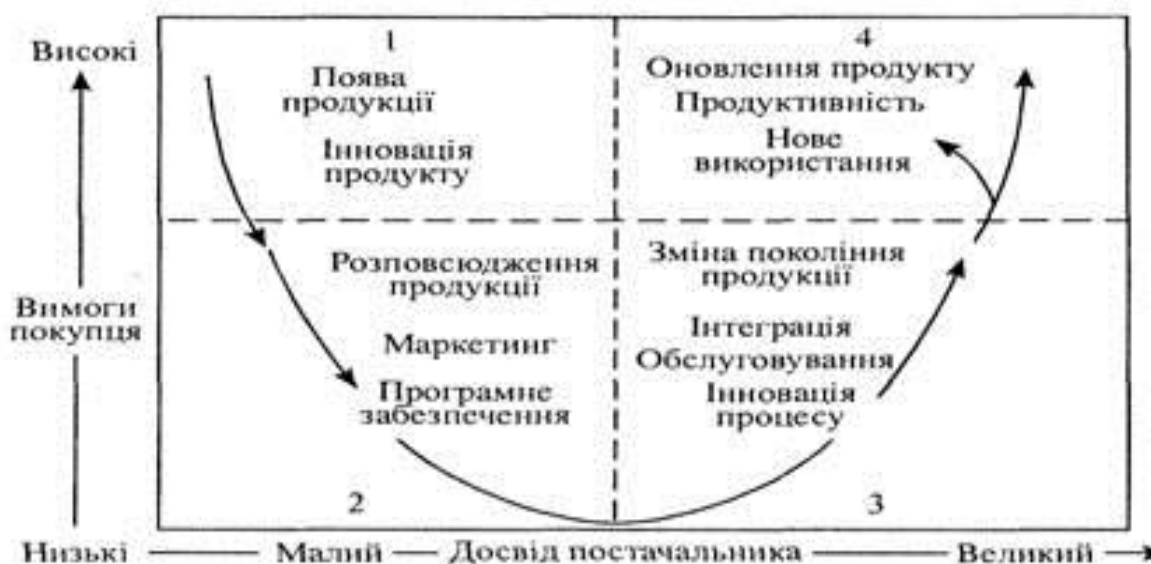 Високі
Вимоги
покупця
1
Поява
продукції
Інновація
продукту
4
Оновлення продукту
Продуктивність
Нове
використання
Розповсюдження
продукції
Маркетинг
Програмне
забезпечення
2
Зміна покоління
продукції
Інтеграція
Обслуговування
Інновація
процесу
3
Низькі Малий Досвід постачальника Великий